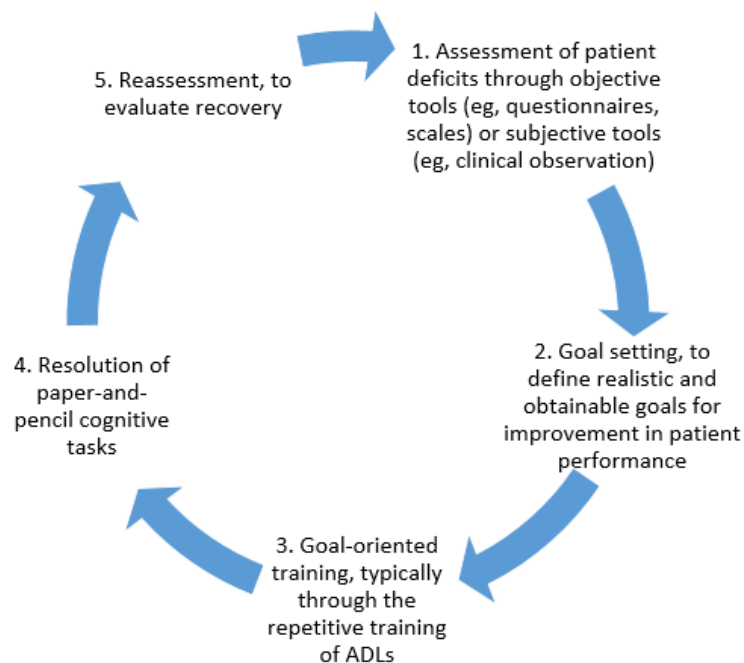 1. Assessment of patient
deficits through objective
tools (eg, questionnaires,
scales) or subjective tools
(eg, clinical observation)
2. Goal setting, to
define realistic and
obtainable goals for
improvement in patient
performance
3. Goal-oriented
training, typically
through the
repetitive training
of ADLs
4. Resolution of
paper-and-
pencil cognitive
tasks
5. Reassessment, to
evaluate recovery